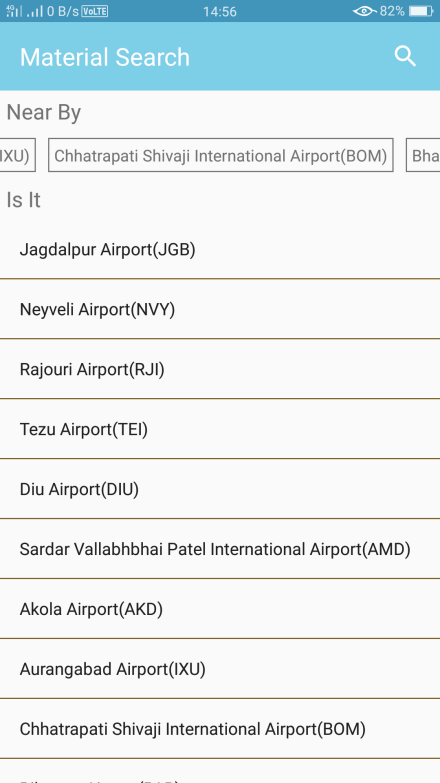 4G 0 B/s VoLTE 14:56 82%
Material Search
Near By
IXU) Chhatrapati Shivaji International Airport(BOM) Bha
Is It
Jagdalpur Airport(JGB)
Neyveli Airport(NVY)
Rajouri Airport(RJI)
Tezu Airport(TEI)
Diu Airport(DIU)
Sardar Vallabhbhai Patel International Airport(AMD)
Akola Airport(AKD)
Aurangabad Airport(IXU)
Chhatrapati Shivaji International Airport(BOM)